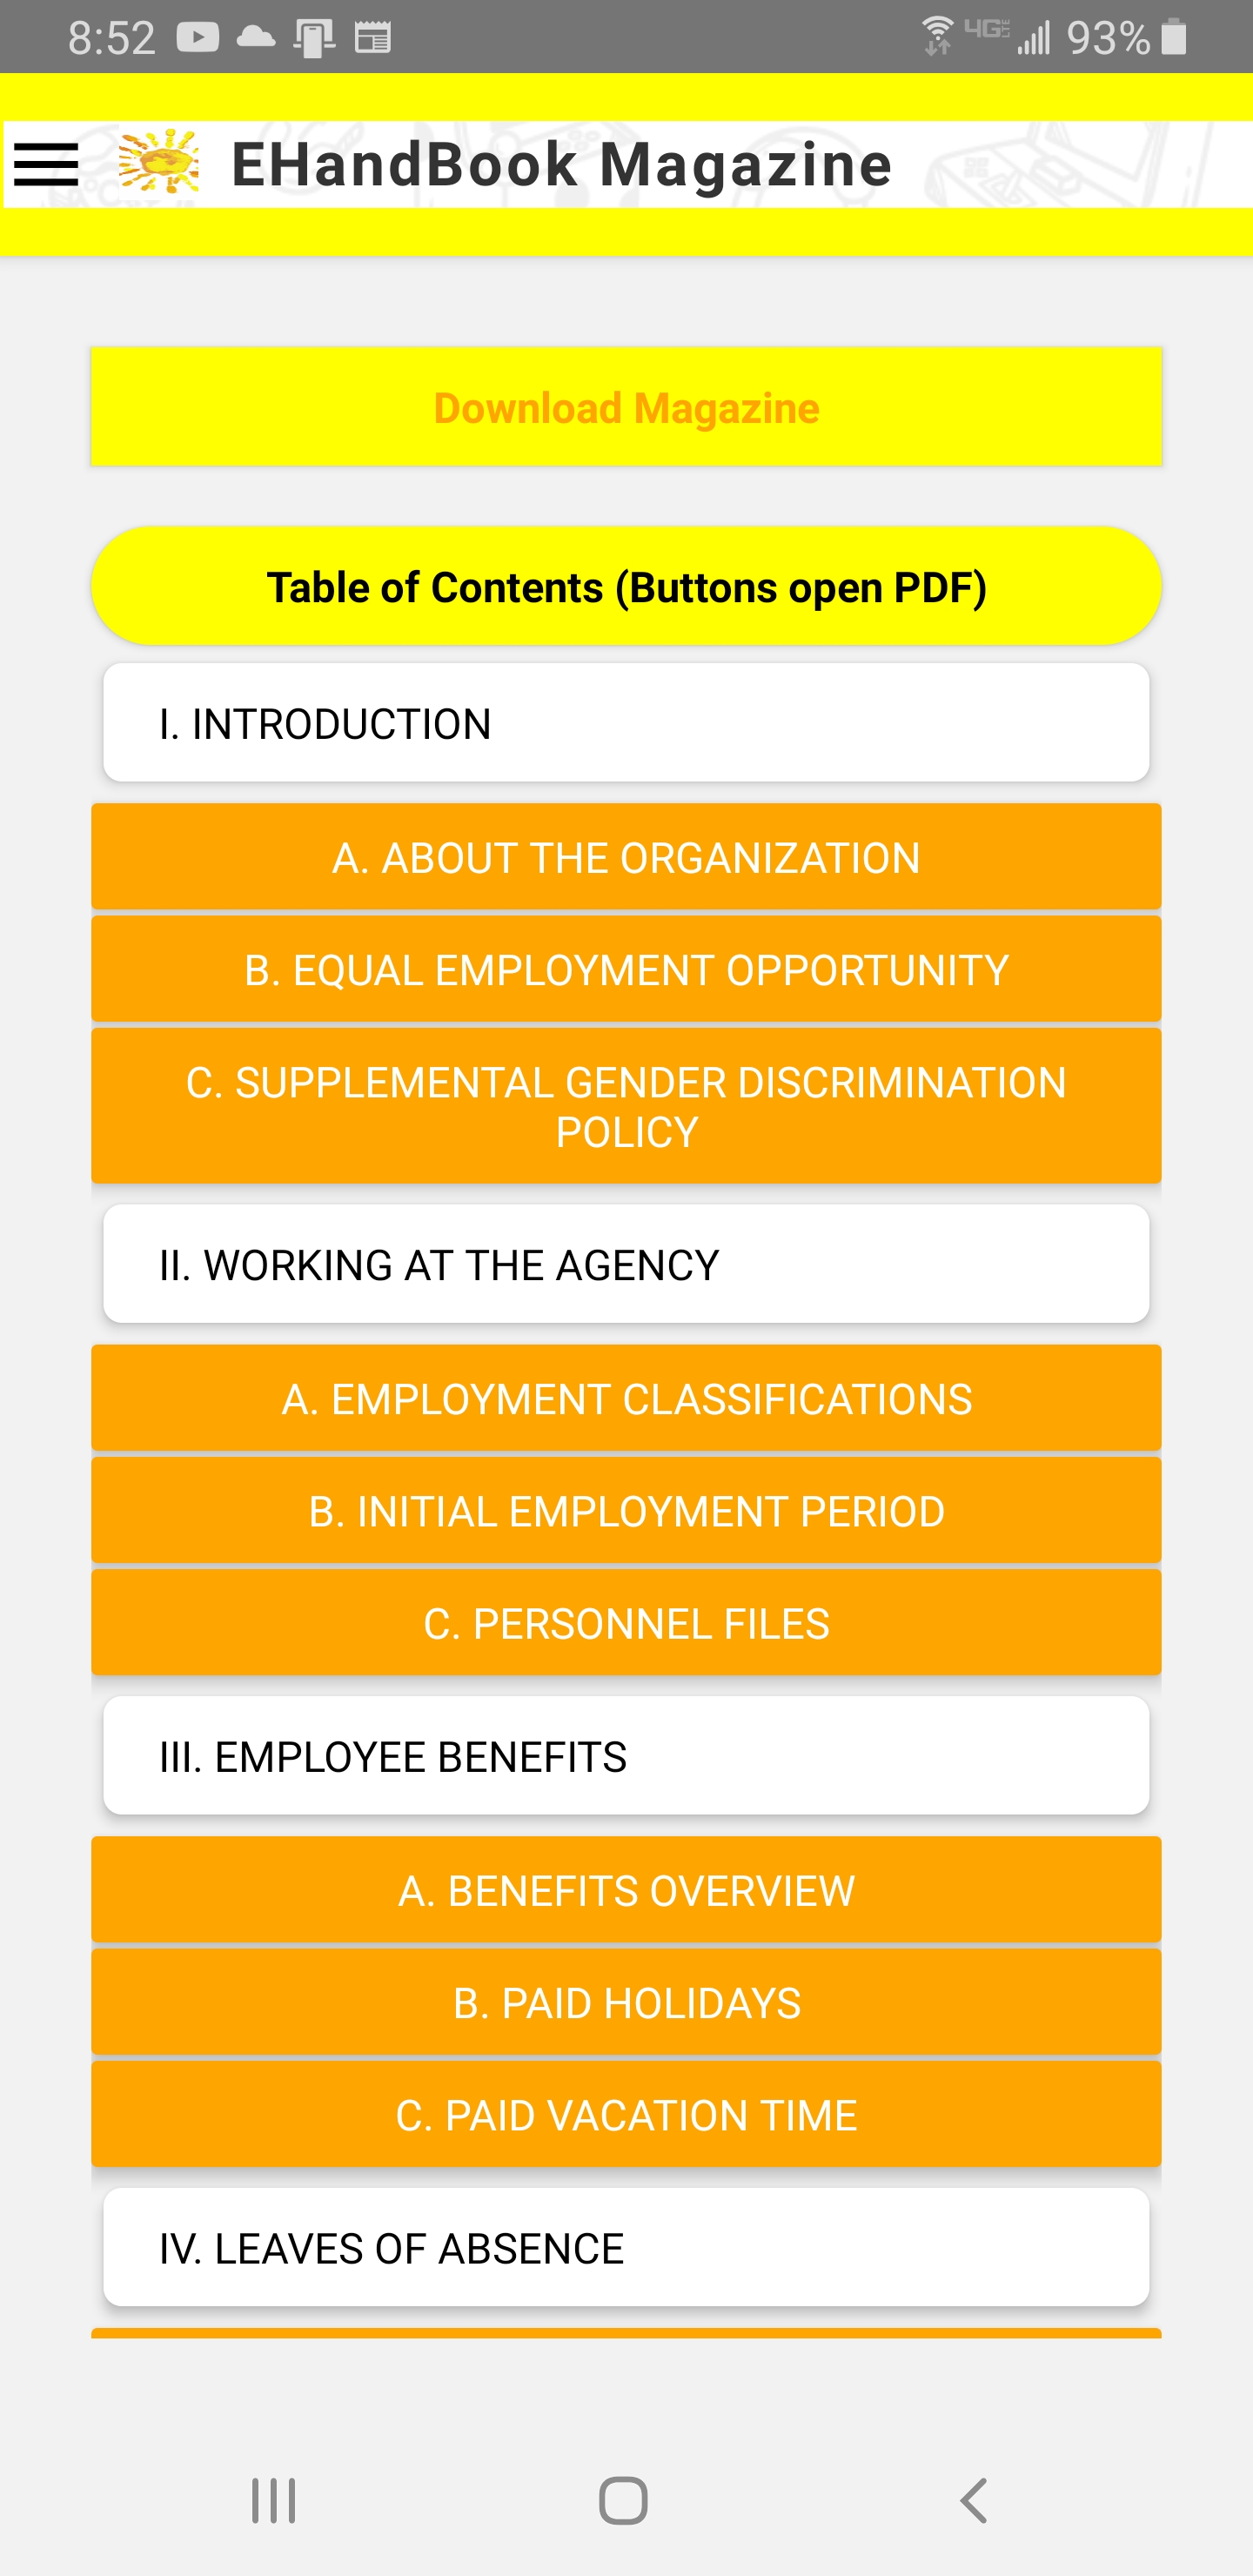 8:52
4G
93%
EHandBook Magazine
Download Magazine
Table of Contents (Buttons open PDF)
I. INTRODUCTION
A. ABOUT THE ORGANIZATION
B. EQUAL EMPLOYMENT OPPORTUNITY
C. SUPPLEMENTAL GENDER DISCRIMINATION
POLICY
II. WORKING AT THE AGENCY
A. EMPLOYMENT CLASSIFICATIONS
B. INITIAL EMPLOYMENT PERIOD
C. PERSONNEL FILES
III. EMPLOYEE BENEFITS
A. BENEFITS OVERVIEW
B. PAID HOLIDAYS
C. PAID VACATION TIME
IV. LEAVES OF ABSENCE